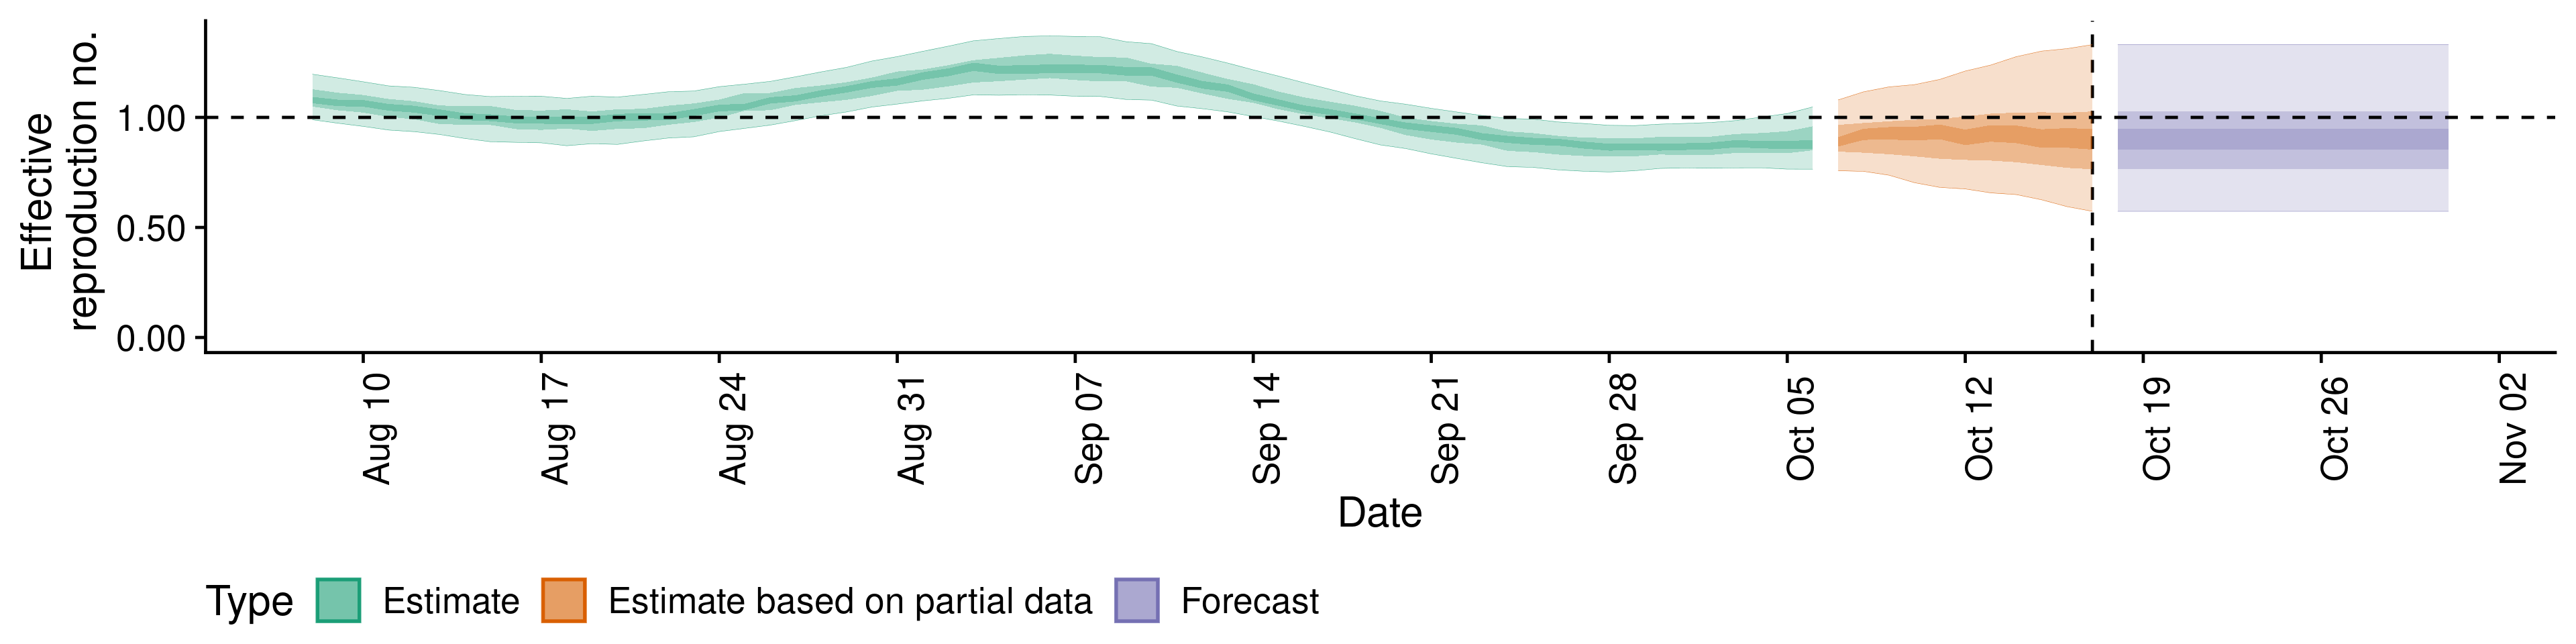 Effective
reproduction no.
1.00
0.50
0.00
Aug 10
Aug 17
Aug 24
Aug 31
Sep 07
Sep 14
Sep 21
Sep 28
Oct 05
Oct 12
Oct 19
Oct 26
Nov 02
Date
Type Estimate Estimate based on partial data Forecast